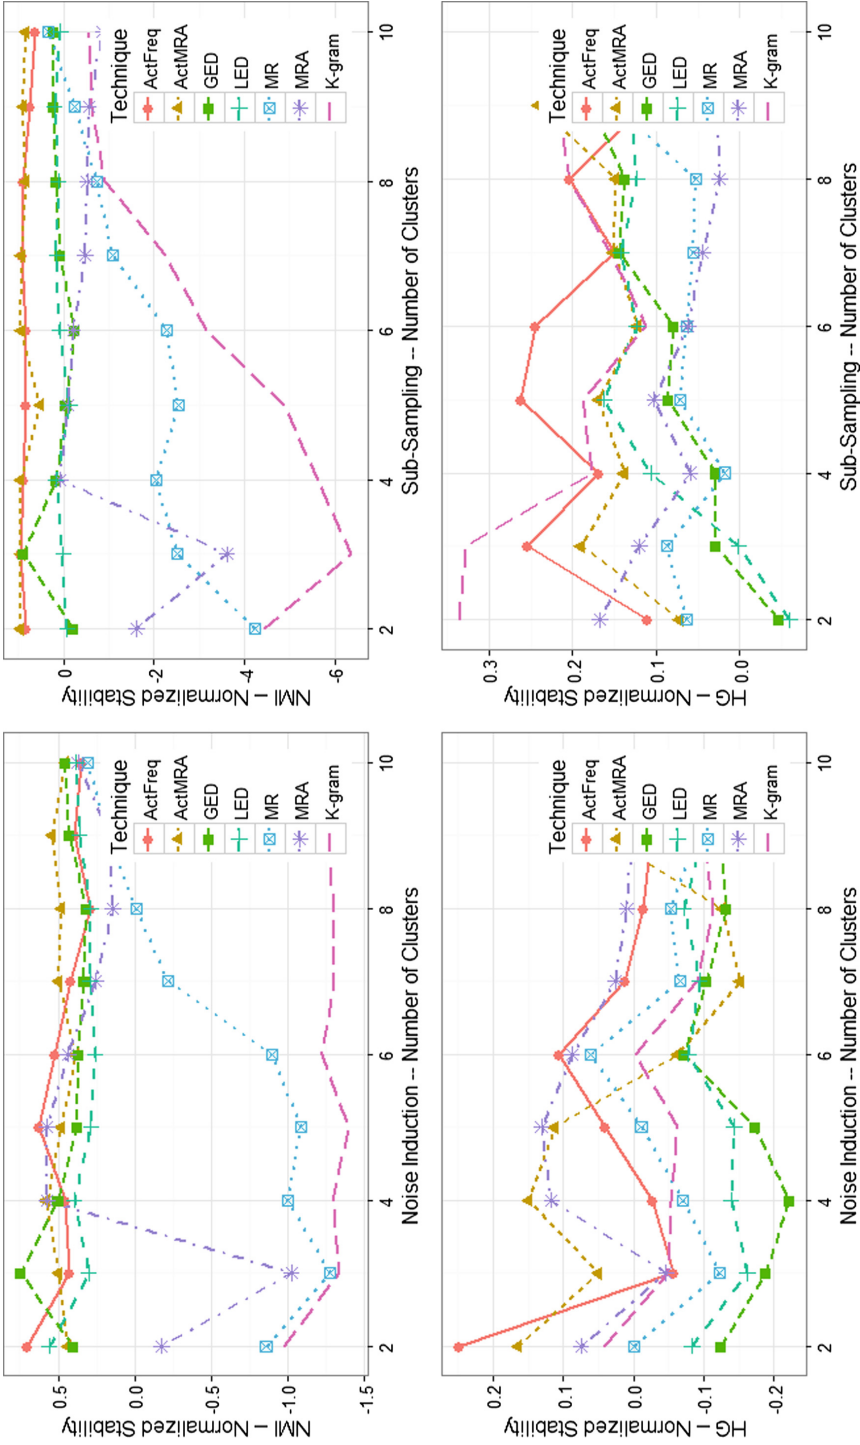 NMI – Normalized Stability
0.5
0.0
-0.5
-1.0
-1.5
Technique
ActFreq
ActMRA
GED
LED
MR
MRA
K-gram
2
4
6
8
10
Noise Induction -- Number of Clusters
NMI – Normalized Stability
0
-2
-4
-6
Technique
ActFreq
ActMRA
GED
LED
MR
MRA
K-gram
2
4
6
8
10
Sub-Sampling -- Number of Clusters
HG – Normalized Stability
0.2
0.1
0.0
-0.1
-0.2
Technique
ActFreq
ActMRA
GED
LED
MR
MRA
K-gram
2
4
6
8
10
Noise Induction -- Number of Clusters
HG – Normalized Stability
0.3
0.2
0.1
0.0
Technique
ActFreq
ActMRA
GED
LED
MR
MRA
K-gram
2
4
6
8
10
Sub-Sampling -- Number of Clusters